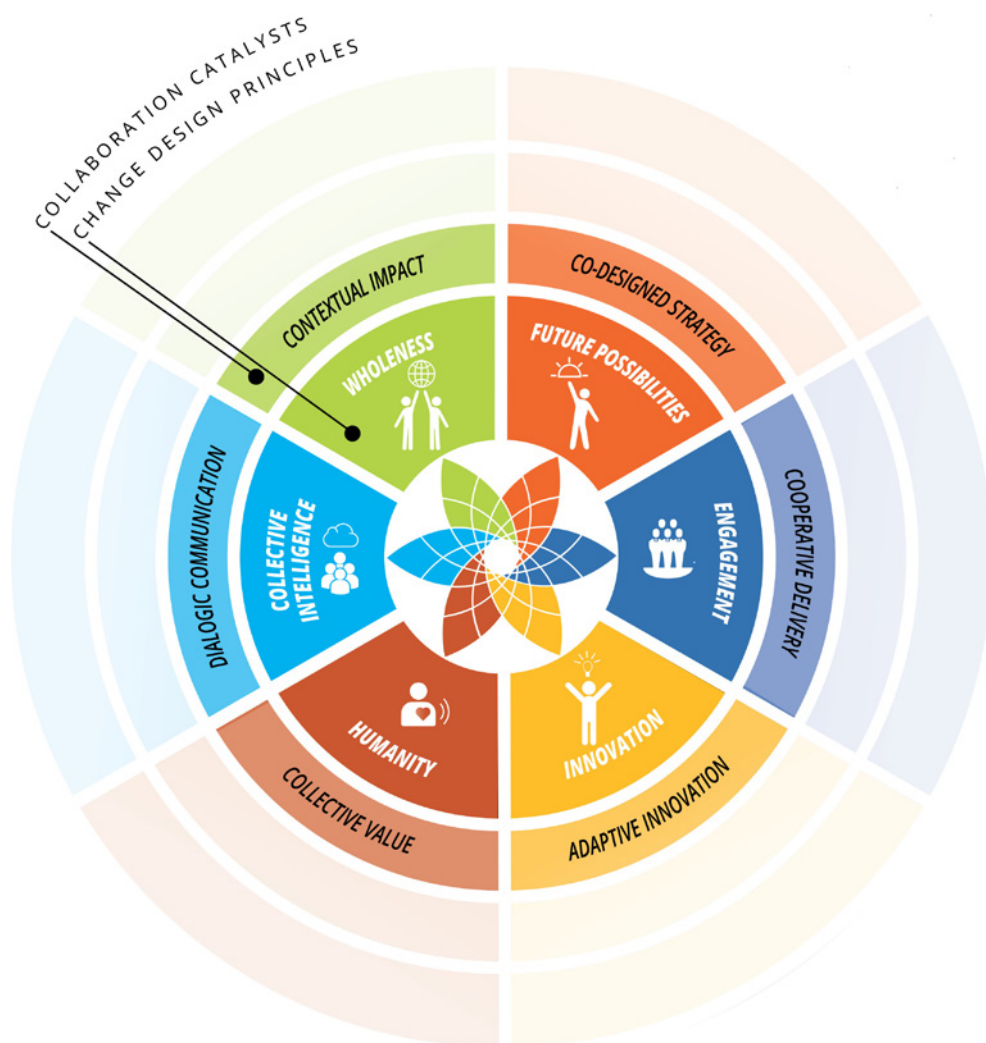 COLLABORATION CATALYSTS
CHANGE DESIGN PRINCIPLES
CONTEXTUAL IMPACT
WHOLENESS
CO-DESIGNED STRATEGY
FUTURE POSSIBILITIES
COOPERATIVE DELIVERY
ENGAGEMENT
ADAPTIVE INNOVATION
INNOVATION
COLLECTIVE VALUE
HUMANITY
DIALOGIC COMMUNICATION
COLLECTIVE
INTELLIGENCE